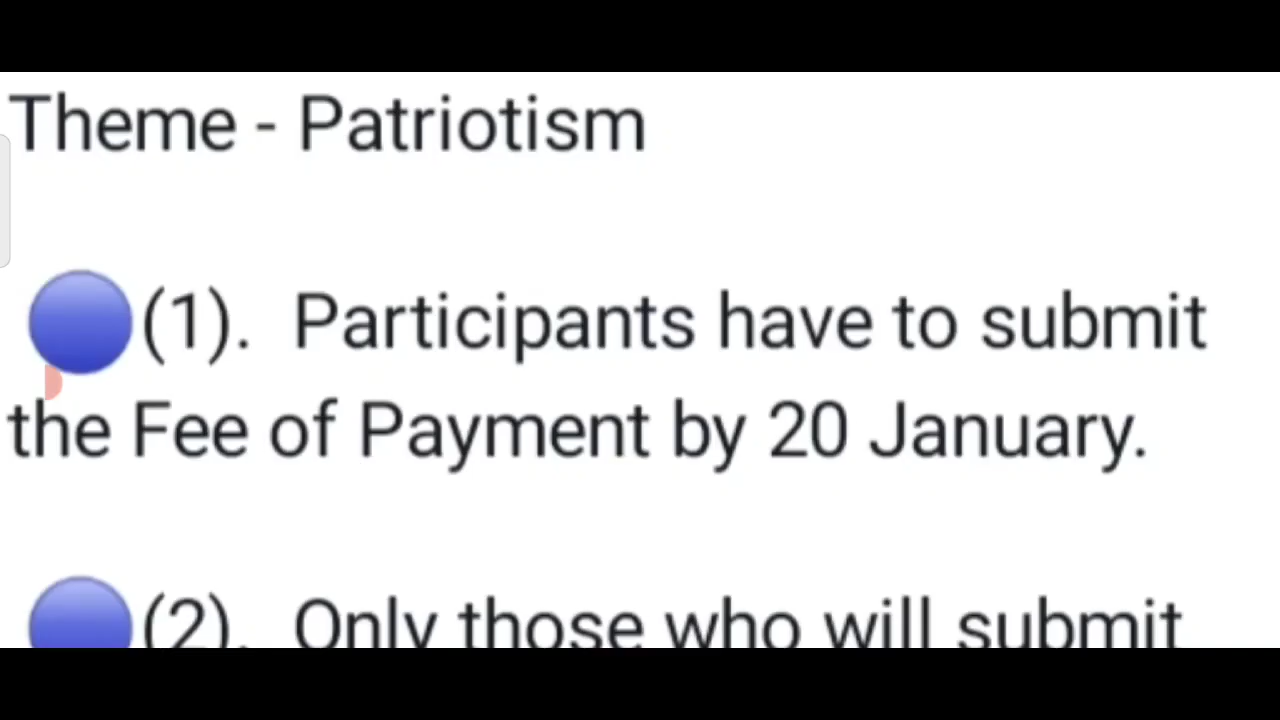 Theme - Patriotism
🔵(1). Participants have to submit
the Fee of Payment by 20 January.
🔵(2). Only those who will submit